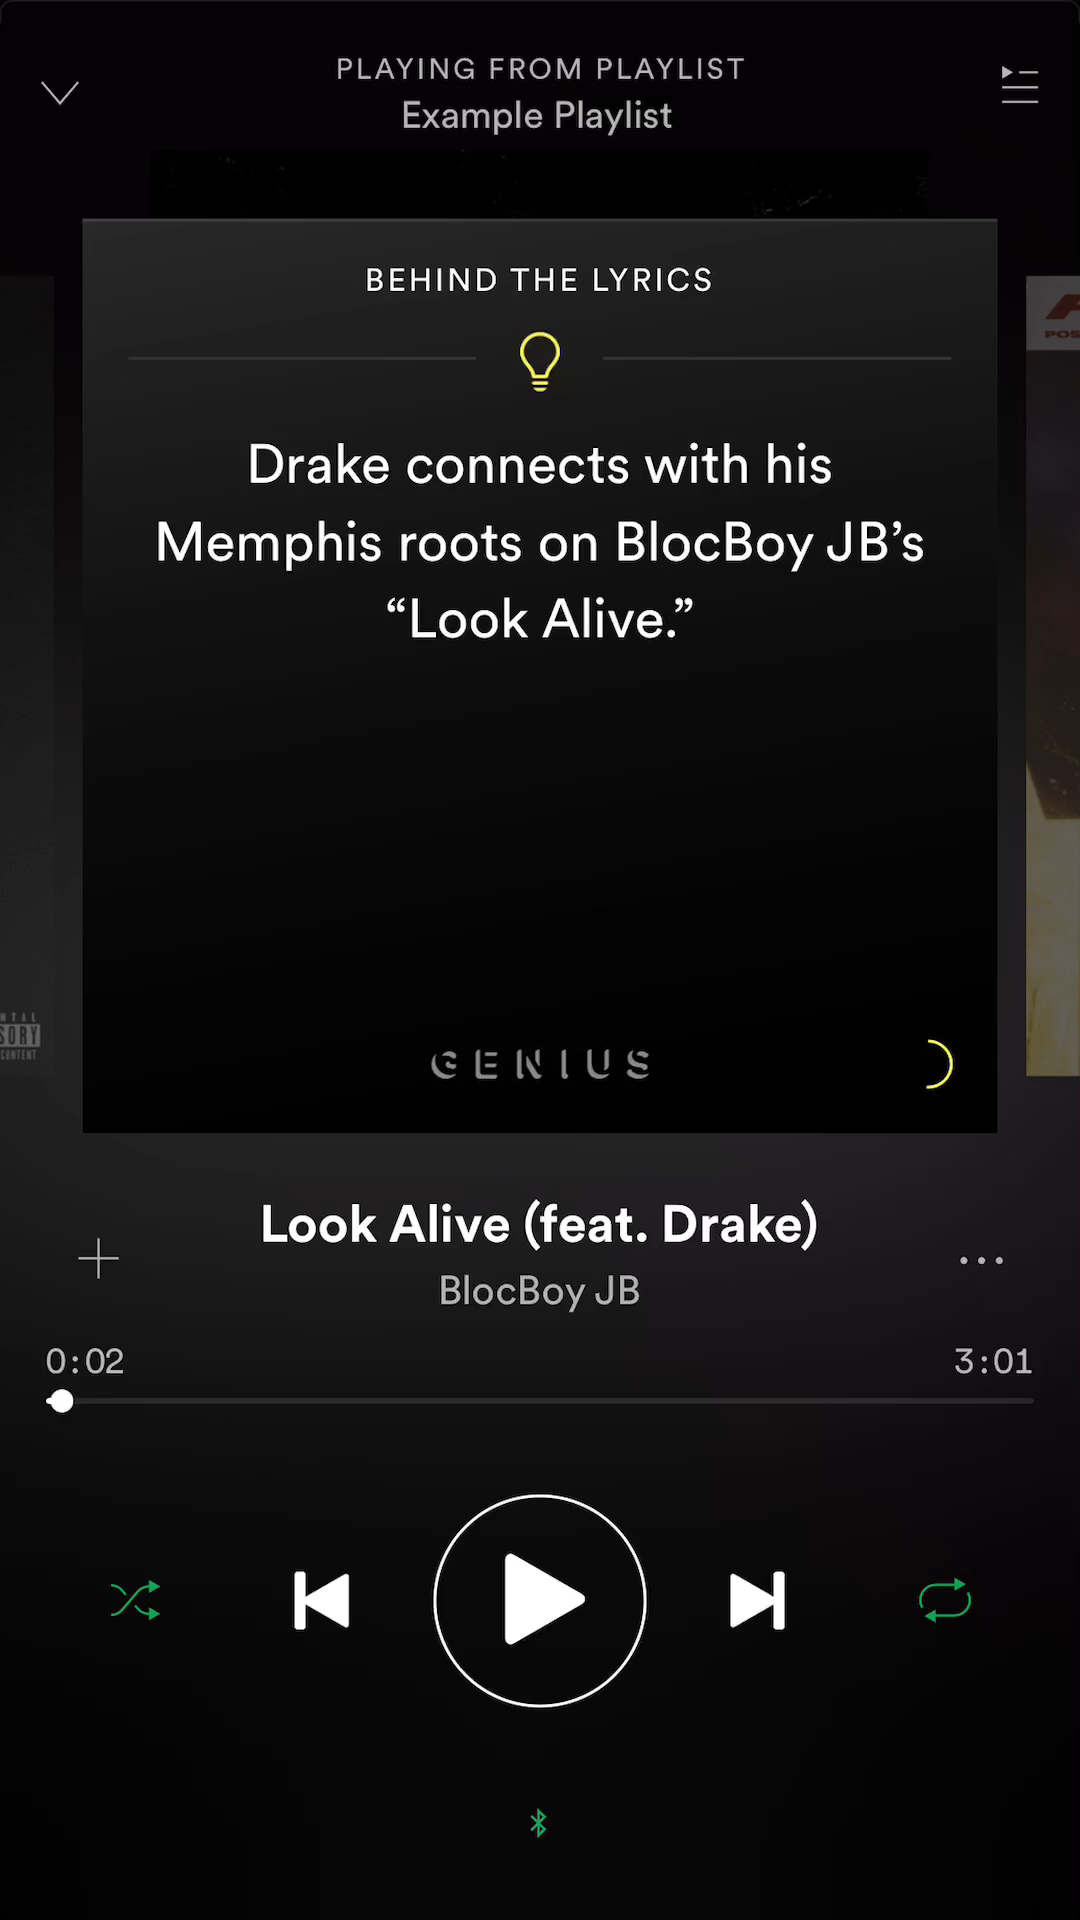 PLAYING FROM PLAYLIST
Example Playlist
BEHIND THE LYRICS
Drake connects with his
Memphis roots on BlocBoy JB’s
“Look Alive.”
GENIUS
Look Alive (feat. Drake)
BlocBoy JB
0:02
3:01